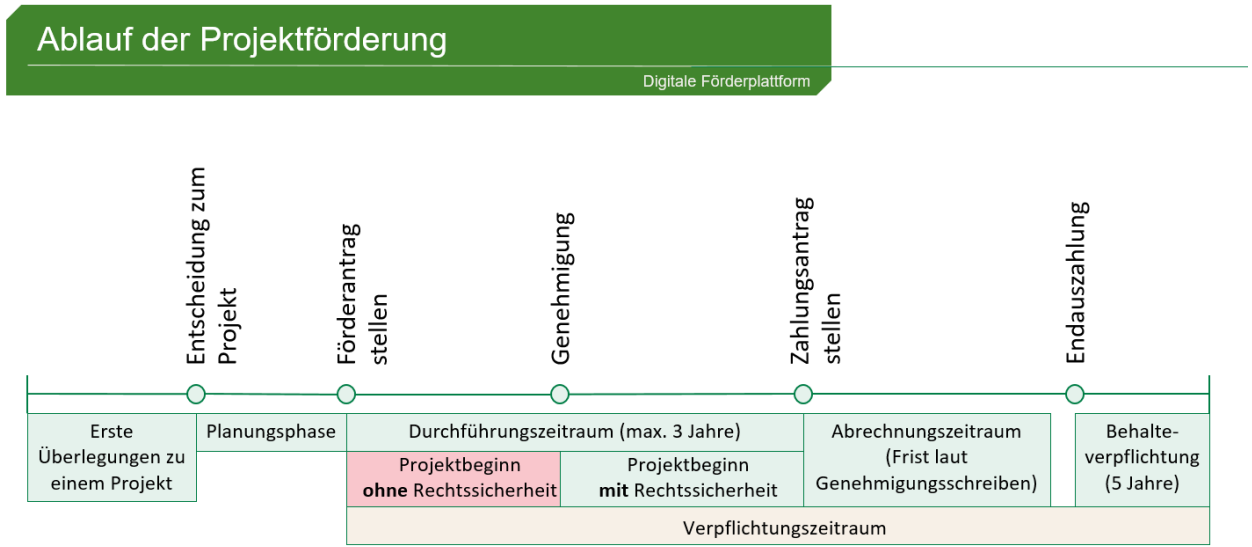 Ablauf der Projektförderung
Digitale Förderplattform
Entscheidung zum
Projekt
Förderantrag
stellen
Genehmigung
Zahlungsantrag
stellen
Endauszahlung
Erste
Überlegungen zu
einem Projekt
Planungsphase
Durchführungszeitraum (max. 3 Jahre)
Projektbeginn
ohne Rechtssicherheit
Projektbeginn
mit Rechtssicherheit
Abrechnungszeitraum
(Frist laut
Genehmigungsschreiben)
Behalte-
verpflichtung
(5 Jahre)
Verpflichtungszeitraum